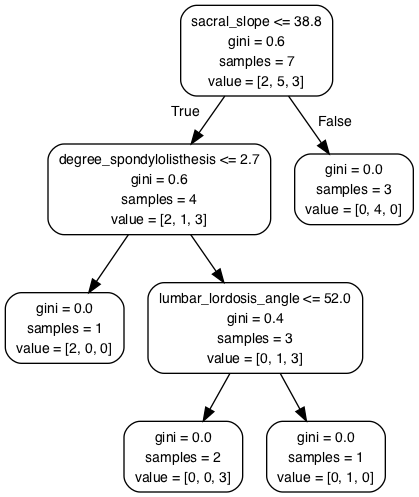 sacral_slope <= 38.8
gini = 0.6
samples = 7
value = [2, 5, 3]
True
False
degree_spondylolisthesis <= 2.7
gini = 0.6
samples = 4
value = [2, 1, 3]
gini = 0.0
samples = 3
value = [0, 4, 0]
gini = 0.0
samples = 1
value = [2, 0, 0]
lumbar_lordosis_angle <= 52.0
gini = 0.4
samples = 3
value = [0, 1, 3]
gini = 0.0
samples = 2
value = [0, 0, 3]
gini = 0.0
samples = 1
value = [0, 1, 0]